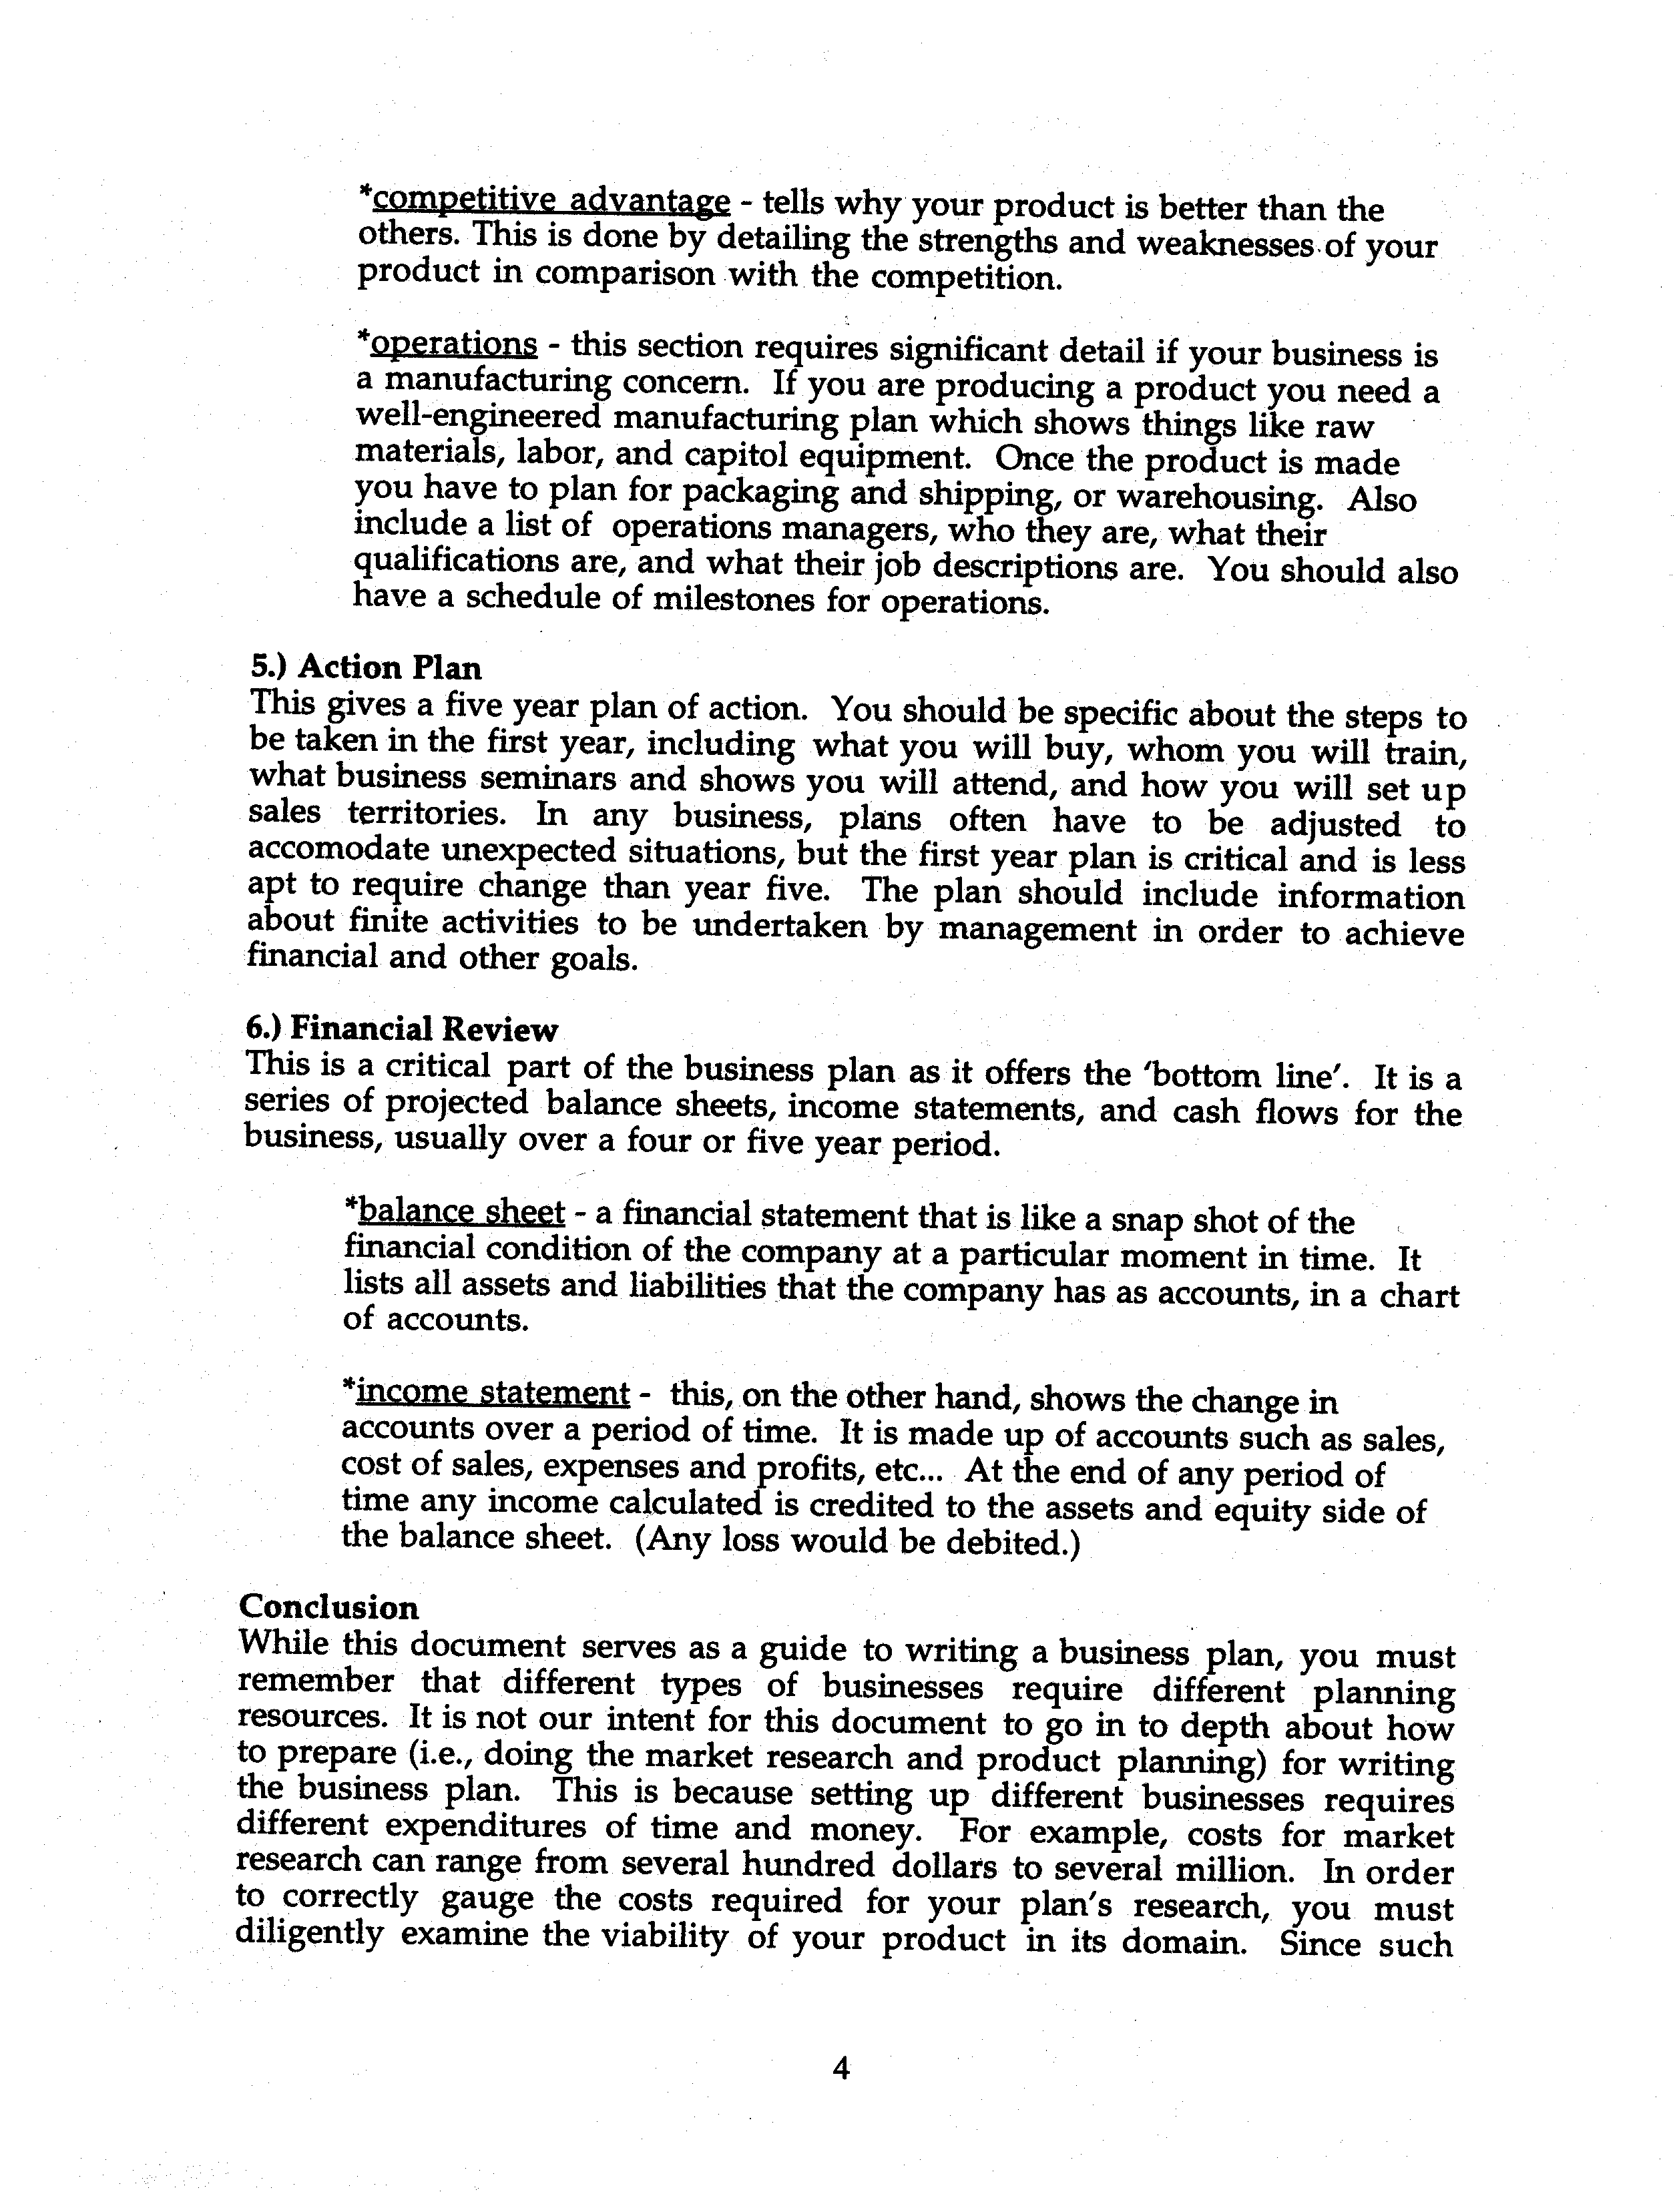 *competitive advantage - tells why your product is better than the
others. This is done by detailing the strengths and weaknesses of your
product in comparison with the competition.
*operations - this section requires significant detail if your business is
a manufacturing concern. If you are producing a product you need a
well-engineered manufacturing plan which shows things like raw
materials, labor, and capitol equipment. Once the product is made
you have to plan for packaging and shipping, or warehousing. Also
include a list of operations managers, who they are, what their
qualifications are, and what their job descriptions are. You should also
have a schedule of milestones for operations.
5.) Action Plan
This gives a five year plan of action. You should be specific about the steps to
be taken in the first year, including what you will buy, whom you will train,
what business seminars and shows you will attend, and how you will set up
sales territories. In any business, plans often have to be adjusted to
accomodate unexpected situations, but the first year plan is critical and is less
apt to require change than year five. The plan should include information
about finite activities to be undertaken by management in order to achieve
financial and other goals.
6.) Financial Review
This is a critical part of the business plan as it offers the 'bottom line'. It is a
series of projected balance sheets, income statements, and cash flows for the
business, usually over a four or five year period.
*balance sheet - a financial statement that is like a snap shot of the
financial condition of the company at a particular moment in time. It
lists all assets and liabilities that the company has as accounts, in a chart
of accounts.
*income statement - this, on the other hand, shows the change in
accounts over a period of time. It is made up of accounts such as sales,
cost of sales, expenses and profits, etc... At the end of any period of
time any income calculated is credited to the assets and equity side of
the balance sheet. (Any loss would be debited.)
Conclusion
While this document serves as a guide to writing a business plan, you must
remember that different types of businesses require different planning
resources. It is not our intent for this document to go in to depth about how
to prepare (i.e., doing the market research and product planning) for writing
the business plan. This is because setting up different businesses requires
different expenditures of time and money. For example, costs for market
research can range from several hundred dollars to several million. In order
to correctly gauge the costs required for your plan's research, you must
diligently examine the viability of your product in its domain. Since such
4